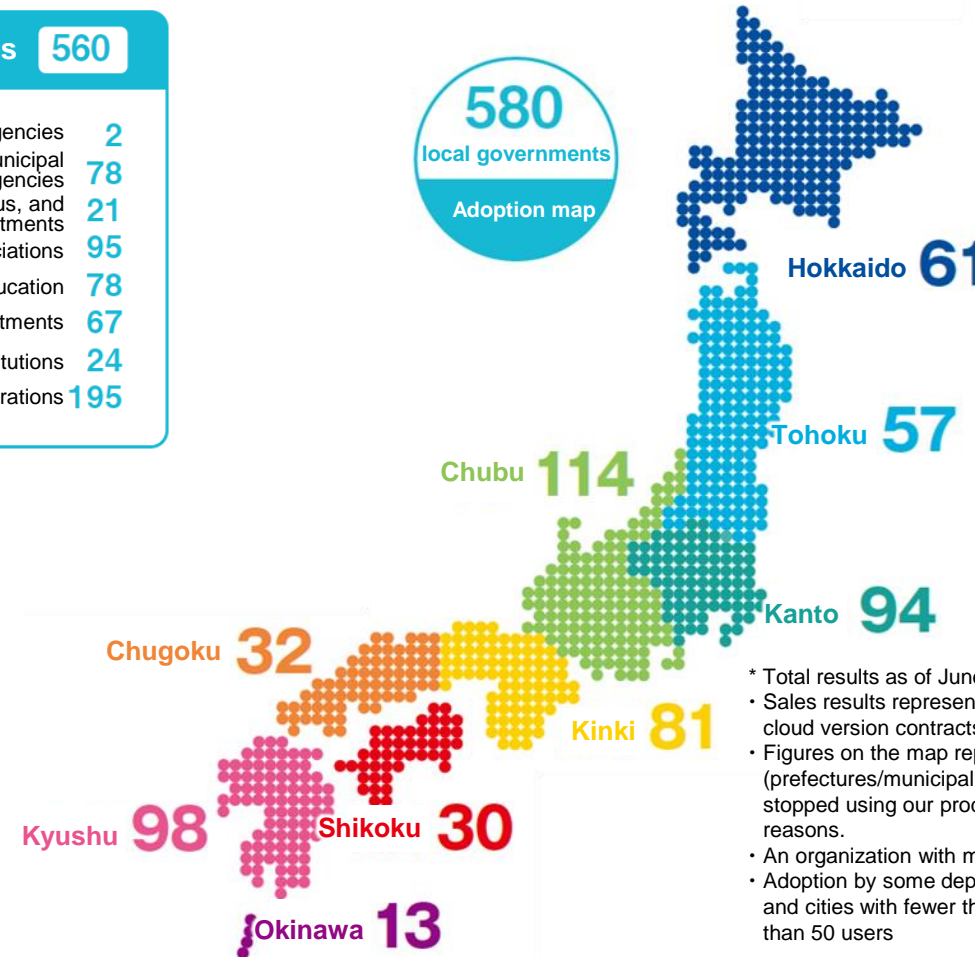 s 560
gencies 2
unicipal
gencies 78
us, and
tments 21
ciations 95
ucation 78
tments 67
tutions 24
rations 195
580
local governments
Adoption map
Hokkaido 61
Tohoku 57
Chubu 114
Kanto 94
Chugoku 32
Kinki 81
Kyushu 98
Shikoku 30
Okinawa 13
* Total results as of June
・Sales results represen
cloud version contracts
・Figures on the map rep
(prefectures/municipal
stopped using our prod
reasons.
・An organization with m
・Adoption by some dep
and cities with fewer th
than 50 users